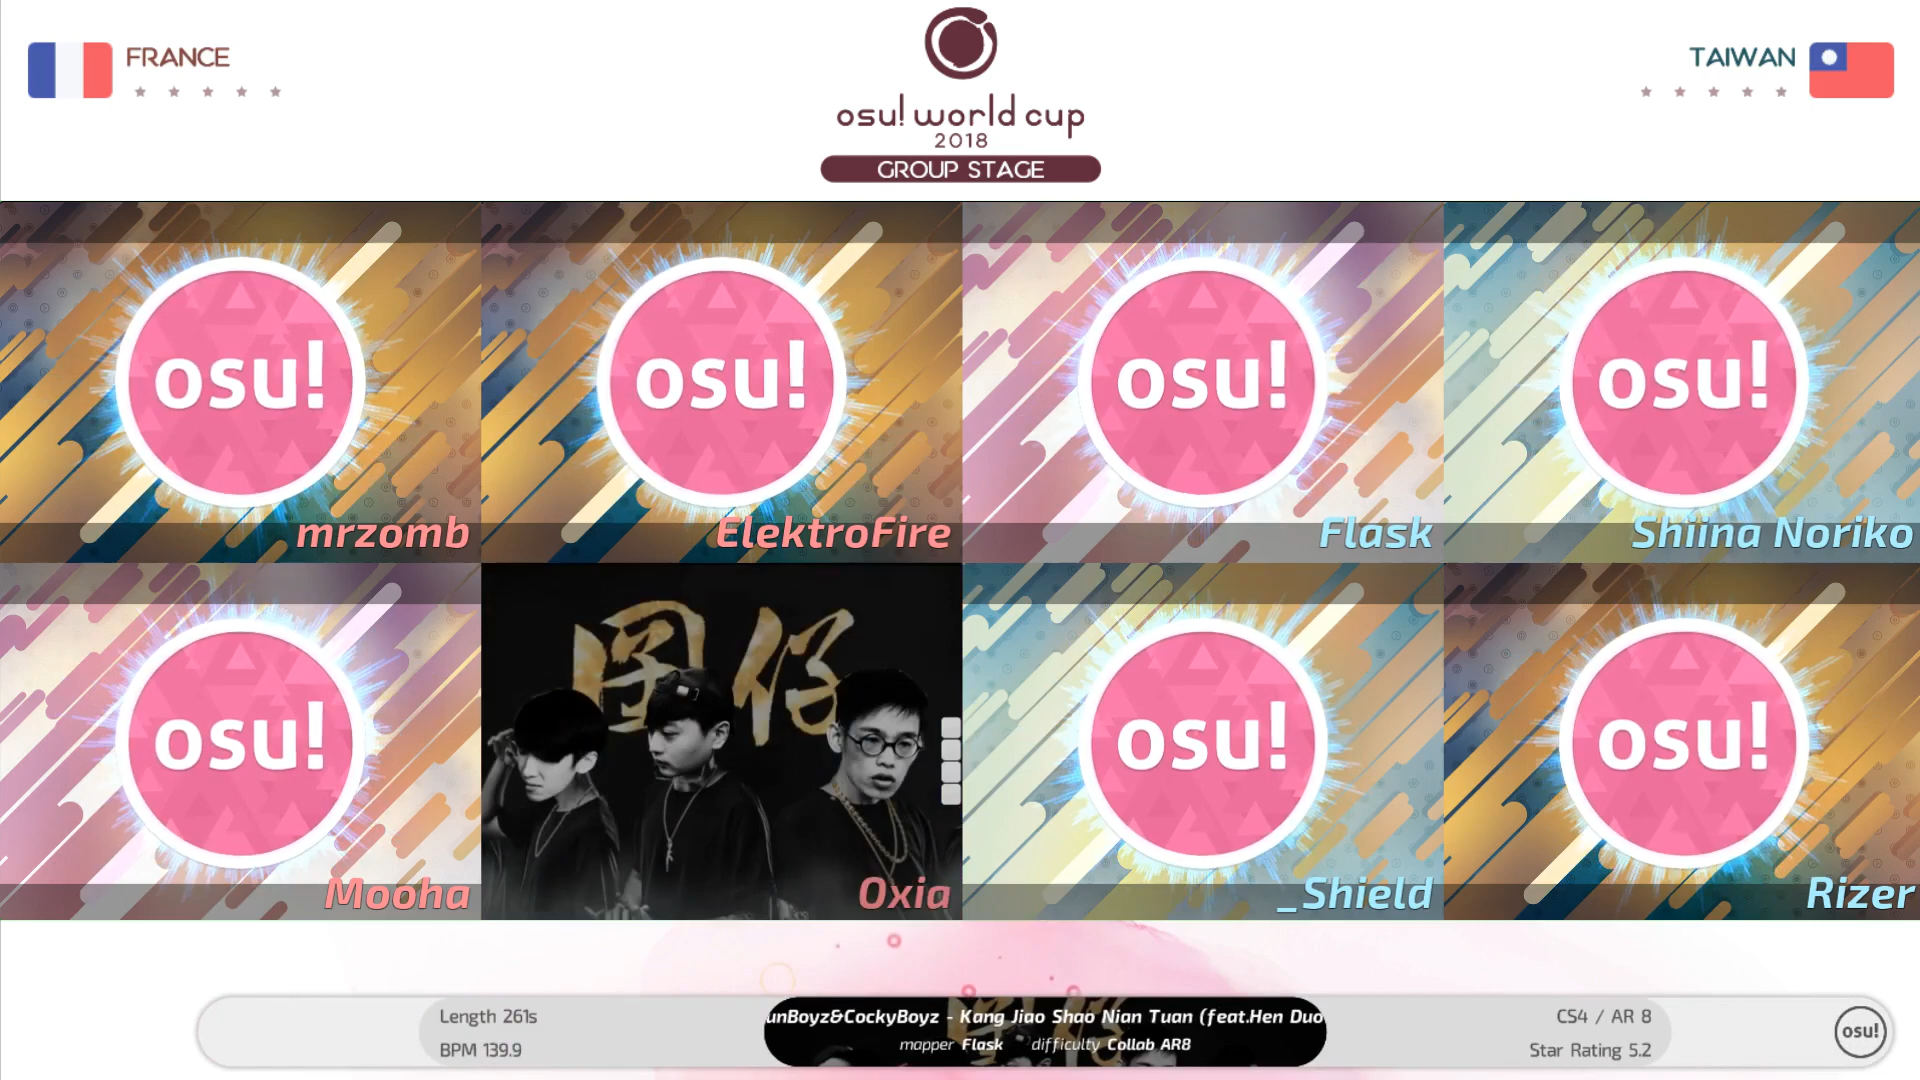 FRANCE
TAIWAN
osu! world cup
2018
GROUP STAGE
osu!
osu!
osu!
osu!
mrzomb
ElektroFire
Flask
Shiina Noriko
osu!
囝仔
osu!
osu!
Mooha
Oxia
_Shield
Rizer
Length 261s
BPM 139.9
unBoyz&CockyBoyz - Kang Jiao Shao Nian Tuan (feat.Hen Duo
mapper Flask difficulty Collab AR8
CS4 / AR 8
Star Rating 5.2
osu!